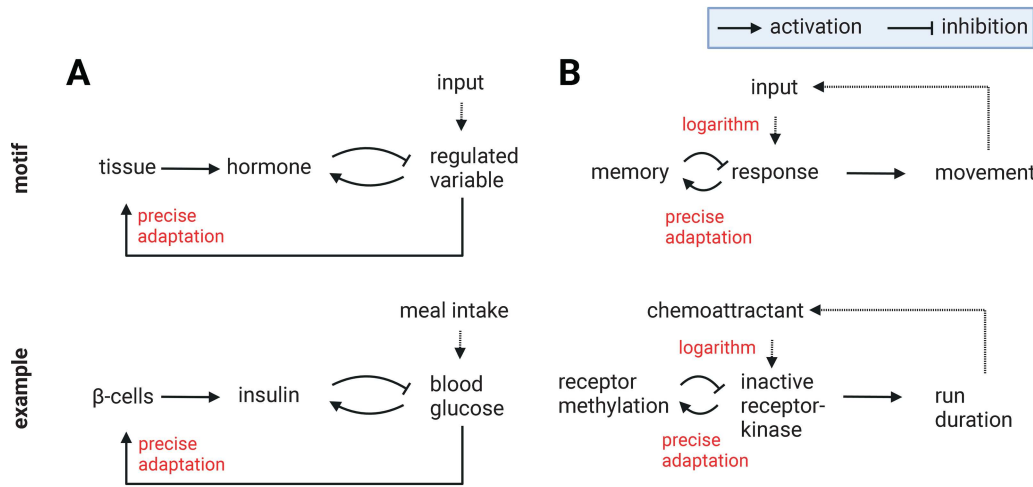 activation
inhibition
A
B
motif
input
tissue
hormone
regulated
variable
precise
adaptation
input
logarithm
memory
response
movement
precise
adaptation
example
meal intake
β-cells
insulin
blood
glucose
precise
adaptation
chemoattractant
logarithm
receptor
methylation
inactive
receptor-
kinase
run
duration
precise
adaptation